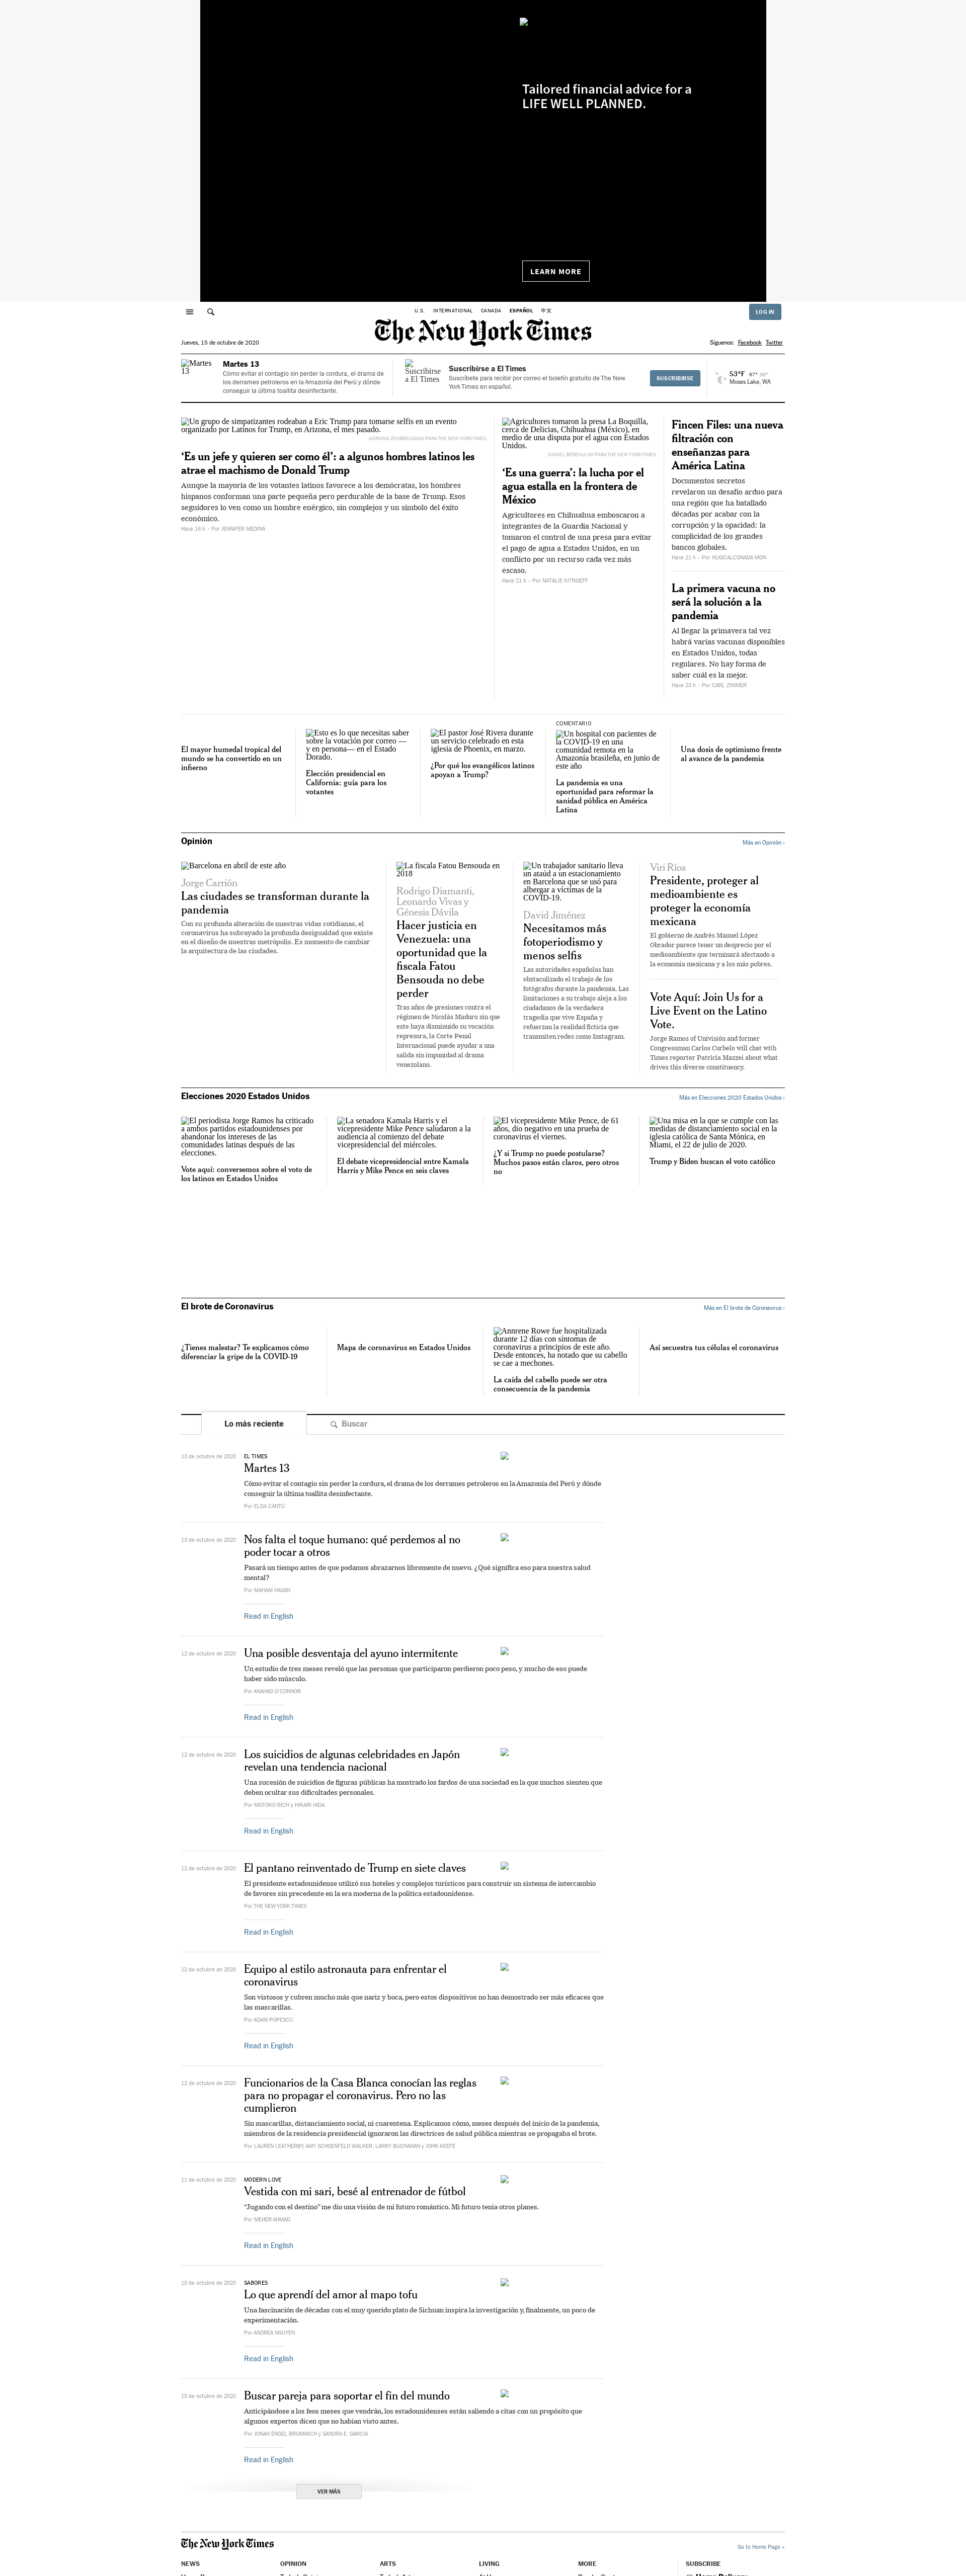 Tailored financial advice for a
LIFE WELL PLANNED.
LEARN MORE
U.S. INTERNATIONAL CANADA ESPAÑOL 中文
LOG IN
The New York Times
Jueves, 15 de octubre de 2020
Síguenos: Facebook Twitter
Martes 13
Martes 13
Cómo evitar el contagio sin perder la cordura, el drama de
los derrames petroleros en la Amazonía del Perú y dónde
conseguir la última toallita desinfectante.
Suscribirse
a El Times
Suscribirse a El Times
Suscríbete para recibir por correo el boletín gratuito de The New
York Times en español.
SUSCRIBIRSE
53°F 67° 38°
Moses Lake, WA
Un grupo de simpatizantes rodeaban a Eric Trump para tomarse selfis en un evento
organizado por Latinos for Trump, en Arizona, el mes pasado.
ADRIANA ZEHBRAUSKAS PARA THE NEW YORK TIMES
‘Es un jefe y quieren ser como él’: a algunos hombres latinos les
atrae el machismo de Donald Trump
Aunque la mayoría de los votantes latinos favorece a los demócratas, los hombres
hispanos conforman una parte pequeña pero perdurable de la base de Trump. Esos
seguidores lo ven como un hombre enérgico, sin complejos y un símbolo del éxito
económico.
Hace 18 h - Por JENNIFER MEDINA
Agricultores tomaron la presa La Boquilla,
cerca de Delicias, Chihuahua (México), en
medio de una disputa por el agua con Estados
Unidos.
DANIEL BEREHULAK PARA THE NEW YORK TIMES
‘Es una guerra’: la lucha por el
agua estalla en la frontera de
México
Agricultores en Chihuahua emboscaron a
integrantes de la Guardia Nacional y
tomaron el control de una presa para evitar
el pago de agua a Estados Unidos, en un
conflicto por un recurso cada vez más
escaso.
Hace 21 h - Por NATALIE KITROEFF
Fincen Files: una nueva
filtración con
enseñanzas para
América Latina
Documentos secretos
revelaron un desafío arduo para
una región que ha batallado
décadas por acabar con la
corrupción y la opacidad: la
complicidad de los grandes
bancos globales.
Hace 21 h - Por HUGO ALCONADA MON
La primera vacuna no
será la solución a la
pandemia
Al llegar la primavera tal vez
habrá varias vacunas disponibles
en Estados Unidos, todas
regulares. No hay forma de
saber cuál es la mejor.
Hace 23 h - Por CARL ZIMMER
El mayor humedal tropical del
mundo se ha convertido en un
infierno
Esto es lo que necesitas saber
sobre la votación por correo —
y en persona— en el Estado
Dorado.
Elección presidencial en
California: guía para los
votantes
El pastor José Rivera durante
un servicio celebrado en esta
iglesia de Phoenix, en marzo.
¿Por qué los evangélicos latinos
apoyan a Trump?
COMENTARIO
Un hospital con pacientes de
la COVID-19 en una
comunidad remota en la
Amazonía brasileña, en junio de
este año
La pandemia es una
oportunidad para reformar la
sanidad pública en América
Latina
Una dosis de optimismo frente
al avance de la pandemia
Opinión
Más en Opinión ›
Barcelona en abril de este año
Jorge Carrión
Las ciudades se transforman durante la
pandemia
Con su profunda alteración de nuestras vidas cotidianas, el
coronavirus ha subrayado la profunda desigualdad que existe
en el diseño de nuestras metrópolis. Es momento de cambiar
la arquitectura de las ciudades.
La fiscala Fatou Bensouda en
2018
Rodrigo Diamanti,
Leonardo Vivas y
Génesis Dávila
Hacer justicia en
Venezuela: una
oportunidad que la
fiscala Fatou
Bensouda no debe
perder
Tras años de presiones contra el
régimen de Nicolás Maduro sin que
este haya disminuido su vocación
represora, la Corte Penal
Internacional puede ayudar a una
salida sin impunidad al drama
venezolano.
Un trabajador sanitario lleva
un ataúd a un estacionamiento
en Barcelona que se usó para
albergar a víctimas de la
COVID-19.
David Jiménez
Necesitamos más
fotoperiodismo y
menos selfis
Las autoridades españolas han
obstaculizado el trabajo de los
fotógrafos durante la pandemia. Las
limitaciones a su trabajo aleja a los
ciudadanos de la verdadera
tragedia que vive España y
refuerzan la realidad ficticia que
transmiten redes como Instagram.
Viri Ríos
Presidente, proteger al
medioambiente es
proteger la economía
mexicana
El gobierno de Andrés Manuel López
Obrador parece tener un desprecio por el
medioambiente que terminará afectando a
la economía mexicana y a los más pobres.
Vote Aquí: Join Us for a
Live Event on the Latino
Vote.
Jorge Ramos of Univisión and former
Congressman Carlos Curbelo will chat with
Times reporter Patricia Mazzei about what
drives this diverse constituency.
Elecciones 2020 Estados Unidos
Más en Elecciones 2020 Estados Unidos ›
El periodista Jorge Ramos ha criticado
a ambos partidos estadounidenses por
abandonar los intereses de las
comunidades latinas después de las
elecciones.
Vote aquí: conversemos sobre el voto de
los latinos en Estados Unidos
La senadora Kamala Harris y el
vicepresidente Mike Pence saludaron a la
audiencia al comienzo del debate
vicepresidencial del miércoles.
El debate vicepresidencial entre Kamala
Harris y Mike Pence en seis claves
El vicepresidente Mike Pence, de 61
años, dio negativo en una prueba de
coronavirus el viernes.
¿Y si Trump no puede postularse?
Muchos pasos están claros, pero otros
no
Una misa en la que se cumple con las
medidas de distanciamiento social en la
iglesia católica de Santa Mónica, en
Miami, el 22 de julio de 2020.
Trump y Biden buscan el voto católico
El brote de Coronavirus
Más en El brote de Coronavirus ›
¿Tienes malestar? Te explicamos cómo
diferenciar la gripe de la COVID-19
Mapa de coronavirus en Estados Unidos
Annrene Rowe fue hospitalizada
durante 12 días con síntomas de
coronavirus a principios de este año.
Desde entonces, ha notado que su cabello
se cae a mechones.
La caída del cabello puede ser otra
consecuencia de la pandemia
Así secuestra tus células el coronavirus
Lo más reciente
Buscar
13 de octubre de 2020
EL TIMES
Martes 13
Cómo evitar el contagio sin perder la cordura, el drama de los derrames petroleros en la Amazonía del Perú y dónde
conseguir la última toallita desinfectante.
Por ELDA CANTÚ
13 de octubre de 2020
Nos falta el toque humano: qué perdemos al no
poder tocar a otros
Pasará un tiempo antes de que podamos abrazarnos libremente de nuevo. ¿Qué significa eso para nuestra salud
mental?
Por MAHAM HASAN
Read in English
12 de octubre de 2020
Una posible desventaja del ayuno intermitente
Un estudio de tres meses reveló que las personas que participaron perdieron poco peso, y mucho de eso puede
haber sido músculo.
Por ANAHAD O’CONNOR
Read in English
12 de octubre de 2020
Los suicidios de algunas celebridades en Japón
revelan una tendencia nacional
Una sucesión de suicidios de figuras públicas ha mostrado los fardos de una sociedad en la que muchos sienten que
deben ocultar sus dificultades personales.
Por MOTOKO RICH y HIKARI HIDA
Read in English
12 de octubre de 2020
El pantano reinventado de Trump en siete claves
El presidente estadounidense utilizó sus hoteles y complejos turísticos para construir un sistema de intercambio
de favores sin precedente en la era moderna de la política estadounidense.
Por THE NEW YORK TIMES
Read in English
12 de octubre de 2020
Equipo al estilo astronauta para enfrentar el
coronavirus
Son vistosos y cubren mucho más que nariz y boca, pero estos dispositivos no han demostrado ser más eficaces que
las mascarillas.
Por ADAM POPESCU
Read in English
12 de octubre de 2020
Funcionarios de la Casa Blanca conocían las reglas
para no propagar el coronavirus. Pero no las
cumplieron
Sin mascarillas, distanciamiento social, ni cuarentena. Explicamos cómo, meses después del inicio de la pandemia,
miembros de la residencia presidencial ignoraron las directrices de salud pública mientras se propagaba el brote.
Por LAUREN LEATHERBY, AMY SCHOENFELD WALKER, LARRY BUCHANAN y JOHN KEEFE
11 de octubre de 2020
MODERN LOVE
Vestida con mi sari, besé al entrenador de fútbol
“Jugando con el destino” me dio una visión de mi futuro romántico. Mi futuro tenía otros planes.
Por MEHER AHMAD
Read in English
10 de octubre de 2020
SABORES
Lo que aprendí del amor al mapo tofu
Una fascinación de décadas con el muy querido plato de Sichuan inspira la investigación y, finalmente, un poco de
experimentación.
Por ANDREA NGUYEN
Read in English
10 de octubre de 2020
Buscar pareja para soportar el fin del mundo
Anticipándose a los feos meses que vendrán, los estadounidenses están saliendo a citas con un propósito que
algunos expertos dicen que no habían visto antes.
Por JONAH ENGEL BROMWICH y SANDRA E. GARCIA
Read in English
VER MÁS
The New York Times
Go to Home Page »
NEWS OPINION ARTS LIVING MORE SUBSCRIBE